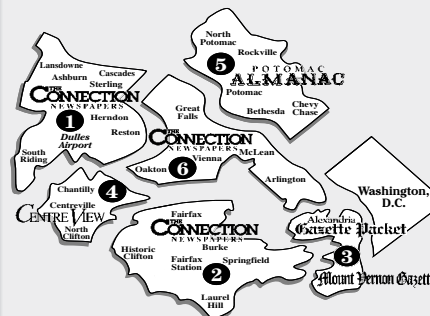 North
Potomac
Rockville
5
POTOMAC
ALMANAC
Potomac
Bethesda
Chevy
Chase
Lansdowne
Ashburn
Cascades
Sterling
THE
CONNECTION
NEWSPAPERS
1
Herndon
Dulles
Airport
Reston
South
Riding
Great
Falls
THE
CONNECTION
NEWSPAPERS
McLean
Vienna
Oakton
6
Arlington
Chantilly
4
Centreville
CENTRE VIEW
North
Clifton
Washington,
D.C.
Fairfax
THE
CONNECTION
NEWSPAPERS
Burke
Historic
Clifton
Fairfax
Station
2
Springfield
Laurel
Hill
Alexandria
Gazette Packet
3
Mount Vernon Gazett